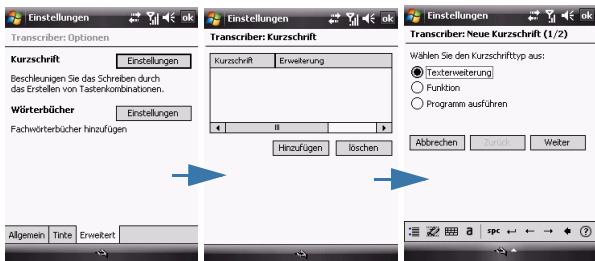 Einstellungen
ok
Transcriber: Optionen
Kurzschrift
Einstellungen
Beschleunigen Sie das Schreiben durch
das Erstellen von Tastenkombinationen.
Wörterbücher
Einstellungen
Fachwörterbücher hinzufügen
Allgemein Tinte Erweitert
Einstellungen
ok
Transcriber: Kurzschrift
Kurzschrift Erweiterung
Hinzufügen löschen
Einstellungen
ok
Transcriber: Neue Kurzschrift (1/2)
Wählen Sie den Kurzschrifttyp aus:
Texterweiterung
Funktion
Programm ausführen
Abbrechen Zurück Weiter
a spc ?